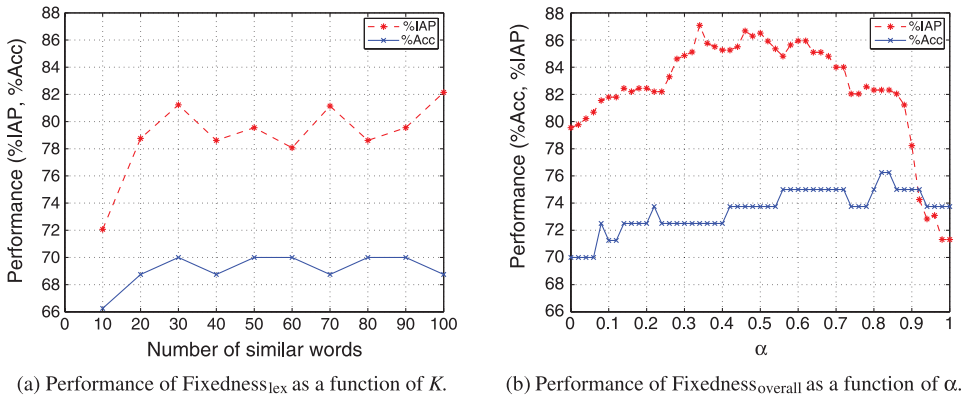 88
86
84
82
80
78
76
74
72
70
68
66
Performance (%IAP, %Acc)
%IAP
%Acc
0 10 20 30 40 50 60 70 80 90 100
Number of similar words
(a) Performance of Fixednesslex as a function of K.
88
86
84
82
80
78
76
74
72
70
68
66
Performance (%Acc, %IAP)
%IAP
%Acc
0 0.1 0.2 0.3 0.4 0.5 0.6 0.7 0.8 0.9 1
α
(b) Performance of Fixednessoverall as a function of α.